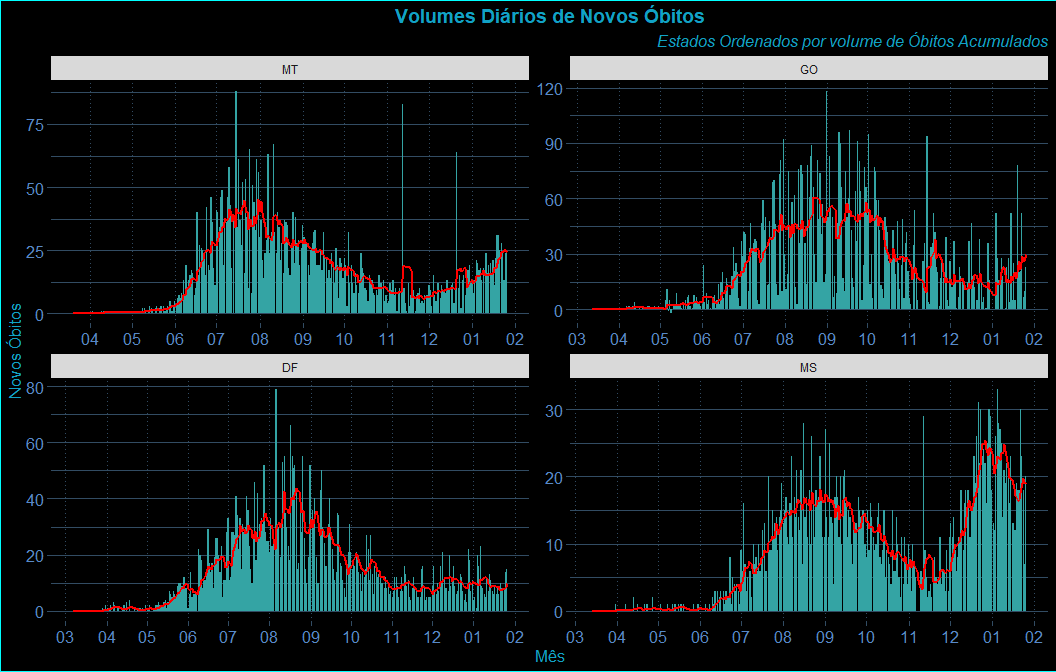 Volumes Diários de Novos Óbitos
Estados Ordenados por volume de Óbitos Acumulados
MT
GO
75
50
25
0
04 05 06 07 08 09 10 11 12 01 02
120
90
60
30
0
03 04 05 06 07 08 09 10 11 12 01 02
Novos Óbitos
DF
MS
80
60
40
20
0
03 04 05 06 07 08 09 10 11 12 01 02
30
20
10
0
03 04 05 06 07 08 09 10 11 12 01 02
Mês